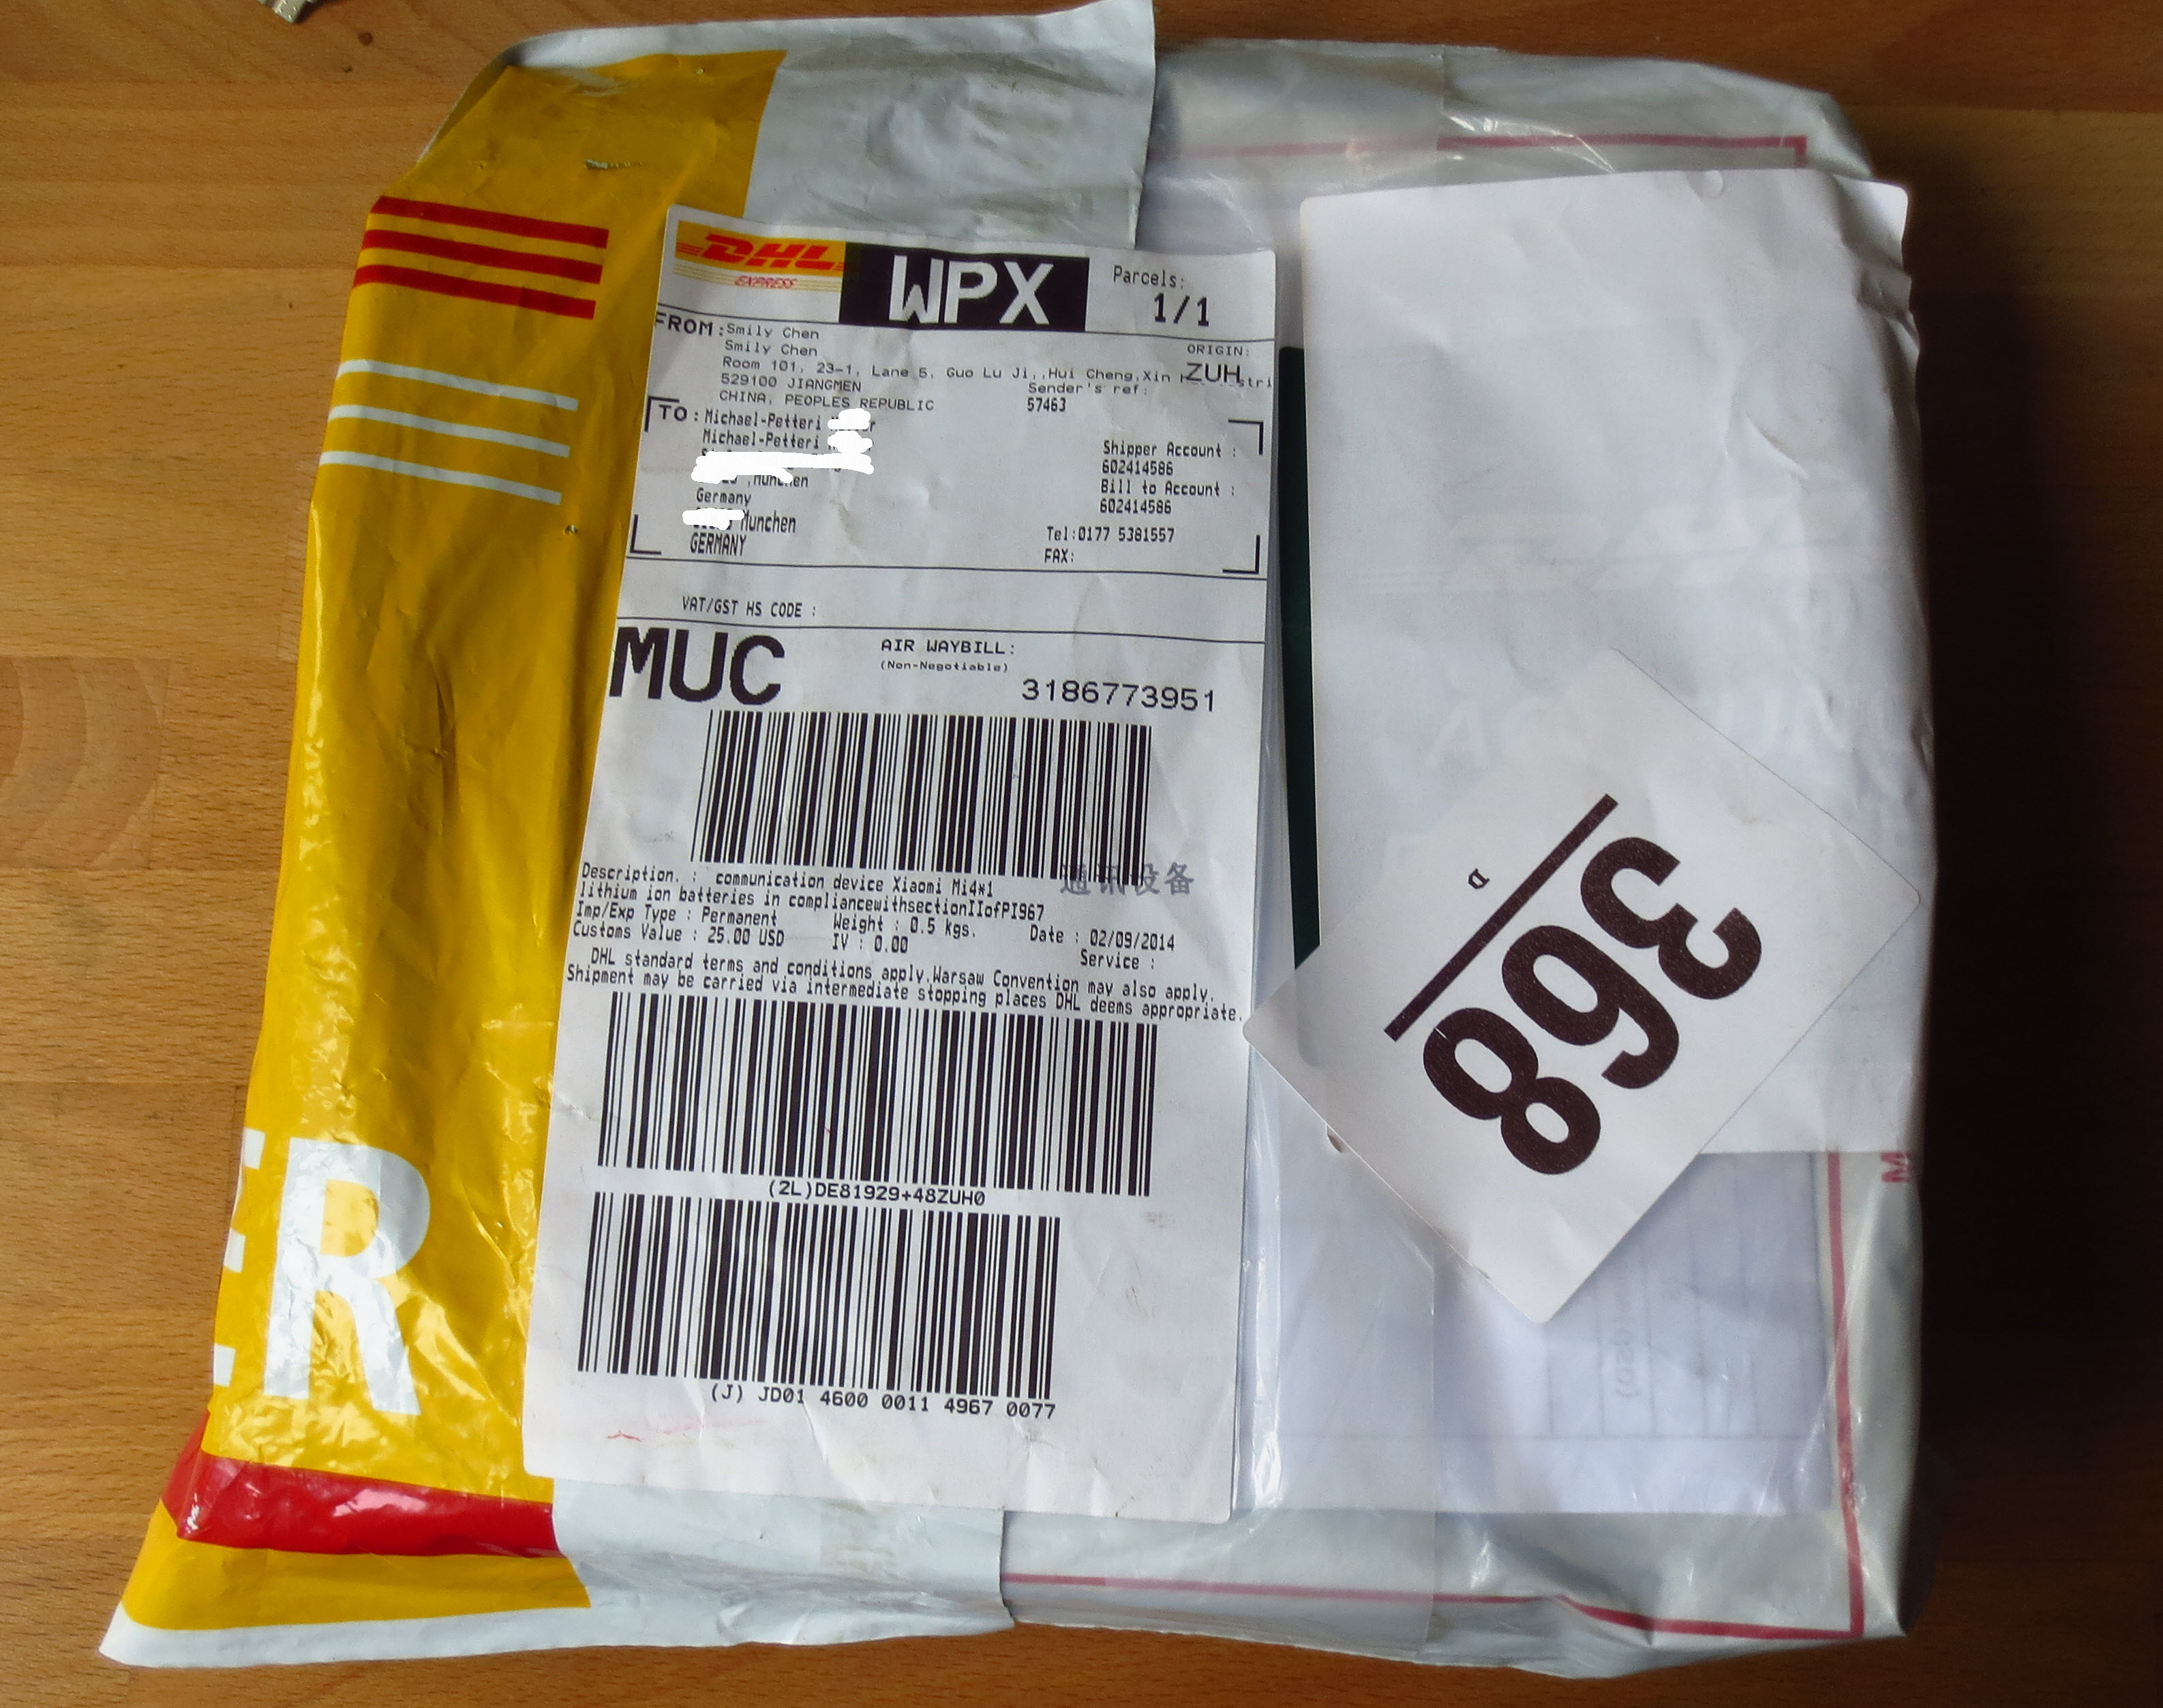 DHL
EXPRESS
WPX
Parcels:
1/1
FROM: Smily Chen
Smily Chen
ORIGIN:
ZUH
Room 101, 23-1, Lane 5, Guo Lu Ji,,Hui Cheng,Xin
529100 JIANGMEN
Sender's ref:
CHINA, PEOPLES REPUBLIC
57463
TO: Michael-Petteri
Michael-Petteri
,Munchen
Germany
Munchen
GERMANY
Shipper Account :
602414586
Bill to Account :
602414586
Tel:0177 5381557
FAX:
VAT/GST HS CODE :
MUC
AIR WAYBILL:
(Non-Negotiable)
3186773951
通讯设备
Description. : communication device Xiaomi Mi4*1
lithium ion batteries in compliancewithsectionIIofPI967
Imp/Exp Type : Permanent Weight : 0.5 kgs. Date : 02/09/2014
Customs Value : 25.00 USD IV : 0.00 Service :
DHL standard terms and conditions apply.Warsaw Convention may also apply.
Shipment may be carried via intermediate stopping places DHL deems appropriate.
(2L)DE81929+48ZUH0
(J) JD01 4600 0011 4967 0077
368
D
ER